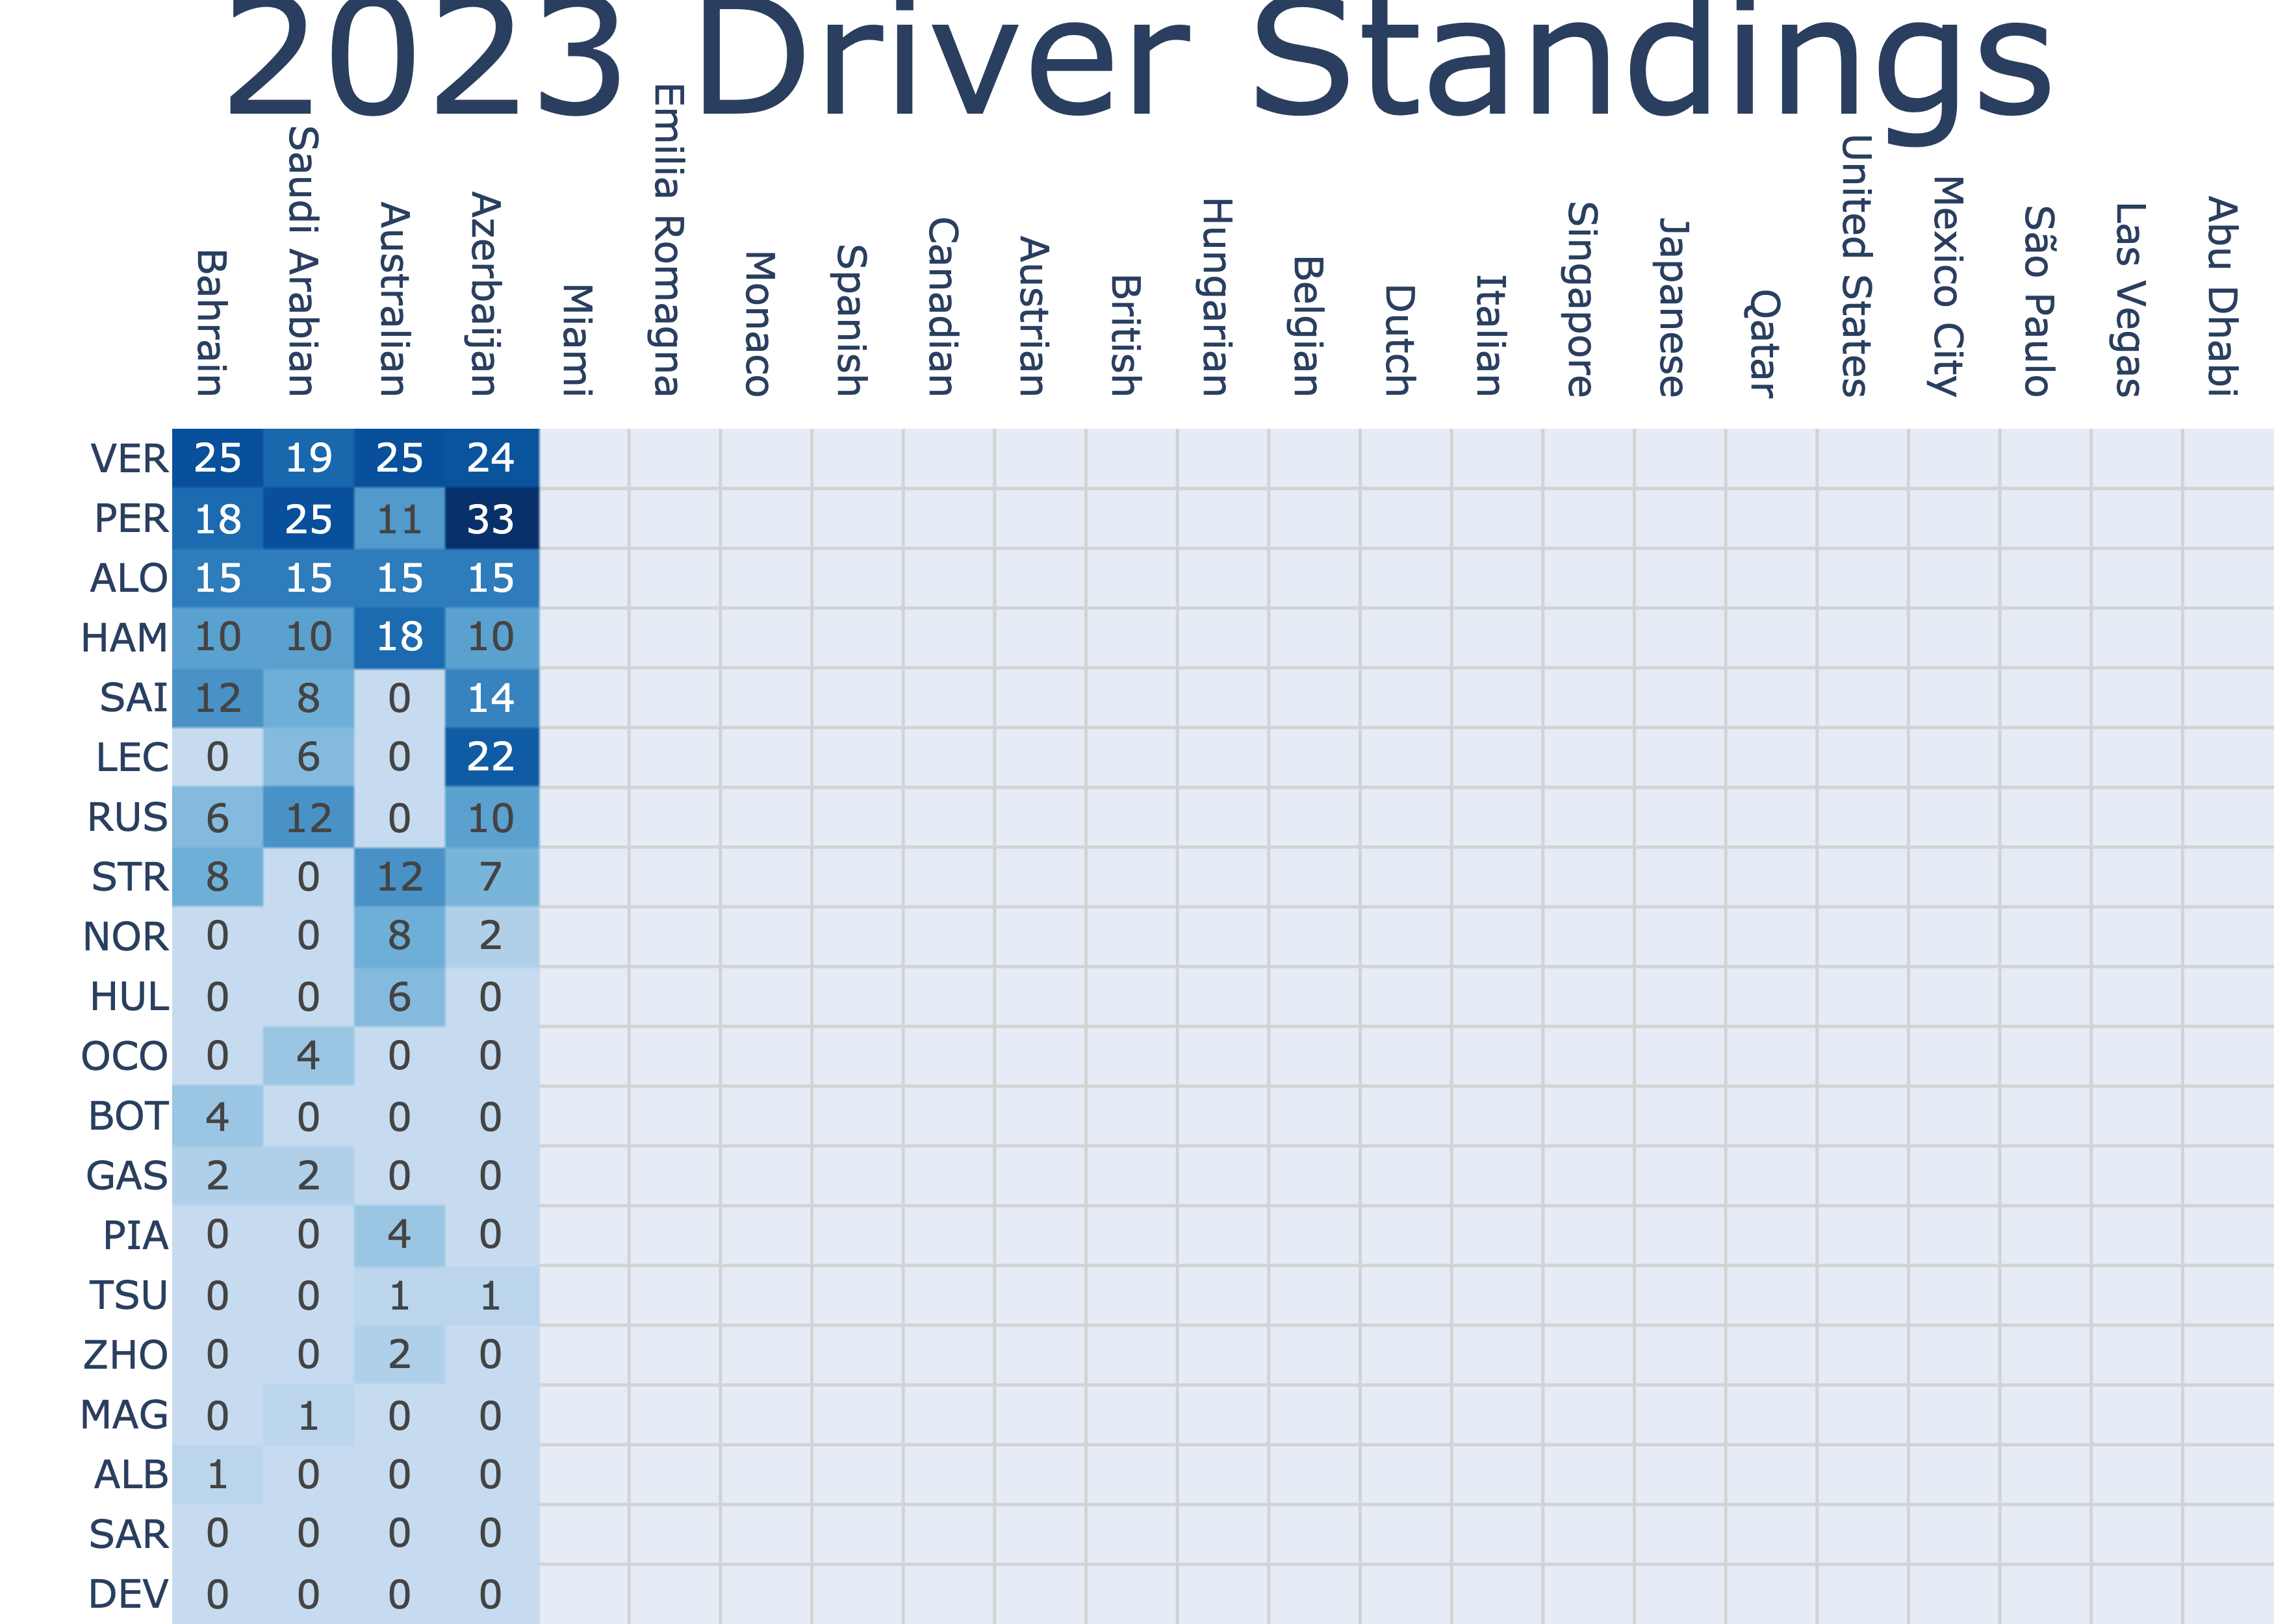 2023 Driver Standings
Bahrain
Saudi Arabian
Australian
Azerbaijan
Miami
Emilia Romagna
Monaco
Spanish
Canadian
Austrian
British
Hungarian
Belgian
Dutch
Italian
Singapore
Japanese
Qatar
United States
Mexico City
São Paulo
Las Vegas
Abu Dhabi
VER 25 19 25 24
PER 18 25 11 33
ALO 15 15 15 15
HAM 10 10 18 10
SAI 12 8 0 14
LEC 0 6 0 22
RUS 6 12 0 10
STR 8 0 12 7
NOR 0 0 8 2
HUL 0 0 6 0
OCO 0 4 0 0
BOT 4 0 0 0
GAS 2 2 0 0
PIA 0 0 4 0
TSU 0 0 1 1
ZHO 0 0 2 0
MAG 0 1 0 0
ALB 1 0 0 0
SAR 0 0 0 0
DEV 0 0 0 0